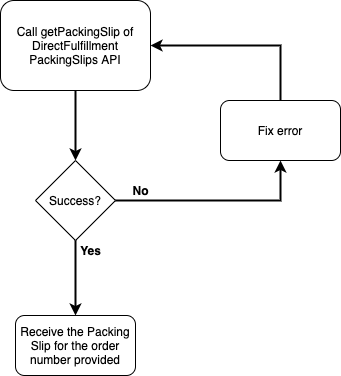 Call getPackingSlip of
DirectFulfillment
PackingSlips API
Fix error
Success?
No
Yes
Receive the Packing
Slip for the order
number provided